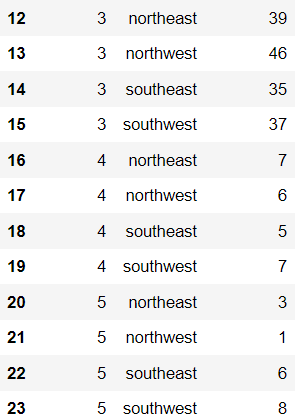 12 3 northeast 39
13 3 northwest 46
14 3 southeast 35
15 3 southwest 37
16 4 northeast 7
17 4 northwest 6
18 4 southeast 5
19 4 southwest 7
20 5 northeast 3
21 5 northwest 1
22 5 southeast 6
23 5 southwest 8